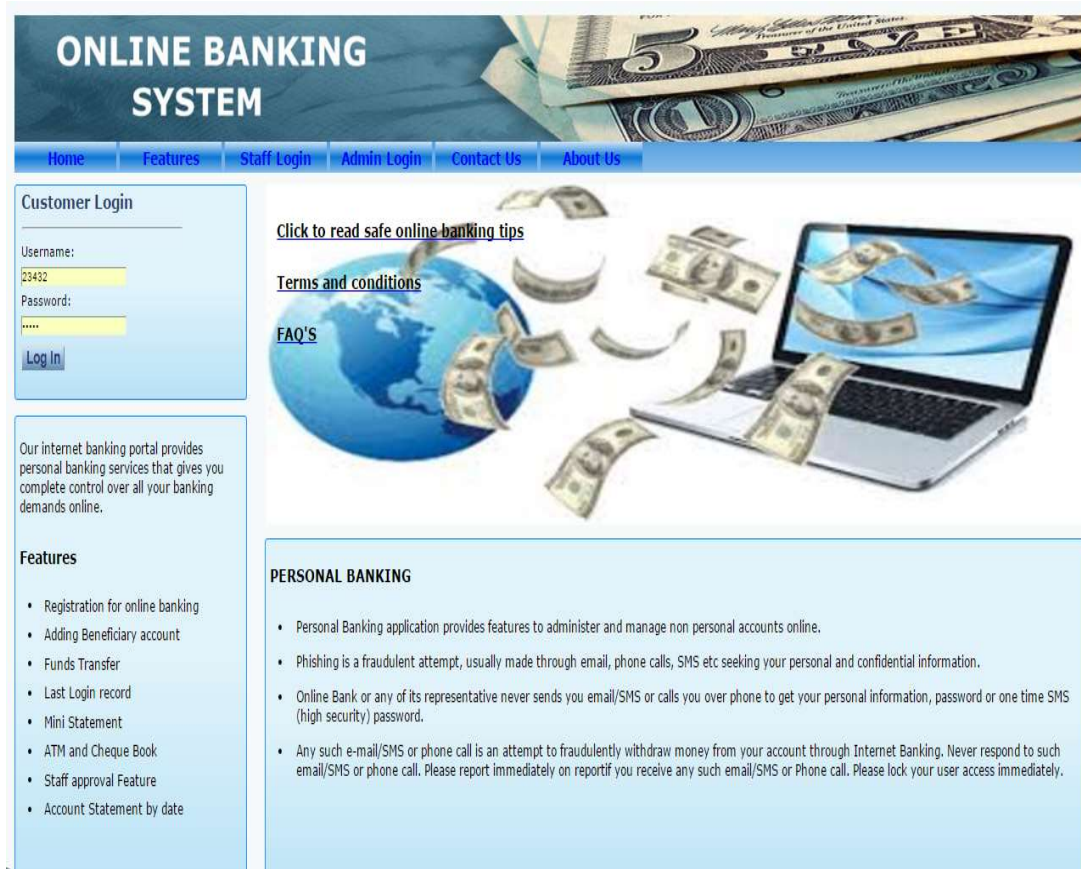 ONLINE BANKING
SYSTEM
Treasurer of the United States.
FIVE
Home
Features
Staff Login
Admin Login
Contact Us
About Us
Customer Login
Username:
23432
Password:
•••••
Log In
Click to read safe online banking tips
Terms and conditions
FAQ'S
Our internet banking portal provides
personal banking services that gives you
complete control over all your banking
demands online.
Features
• Registration for online banking
• Adding Beneficiary account
• Funds Transfer
• Last Login record
• Mini Statement
• ATM and Cheque Book
• Staff approval Feature
• Account Statement by date
PERSONAL BANKING
• Personal Banking application provides features to administer and manage non personal accounts online.
• Phishing is a fraudulent attempt, usually made through email, phone calls, SMS etc seeking your personal and confidential information.
• Online Bank or any of its representative never sends you email/SMS or calls you over phone to get your personal information, password or one time SMS
(high security) password.
• Any such e-mail/SMS or phone call is an attempt to fraudulently withdraw money from your account through Internet Banking. Never respond to such
email/SMS or phone call. Please report immediately on reportif you receive any such email/SMS or Phone call. Please lock your user access immediately.